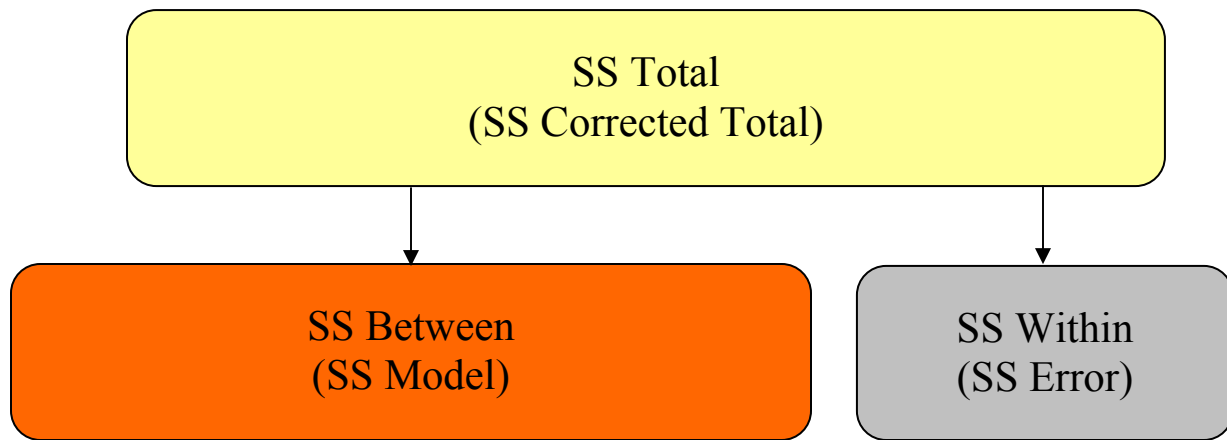 SS Total
(SS Corrected Total)
SS Between
(SS Model)
SS Within
(SS Error)